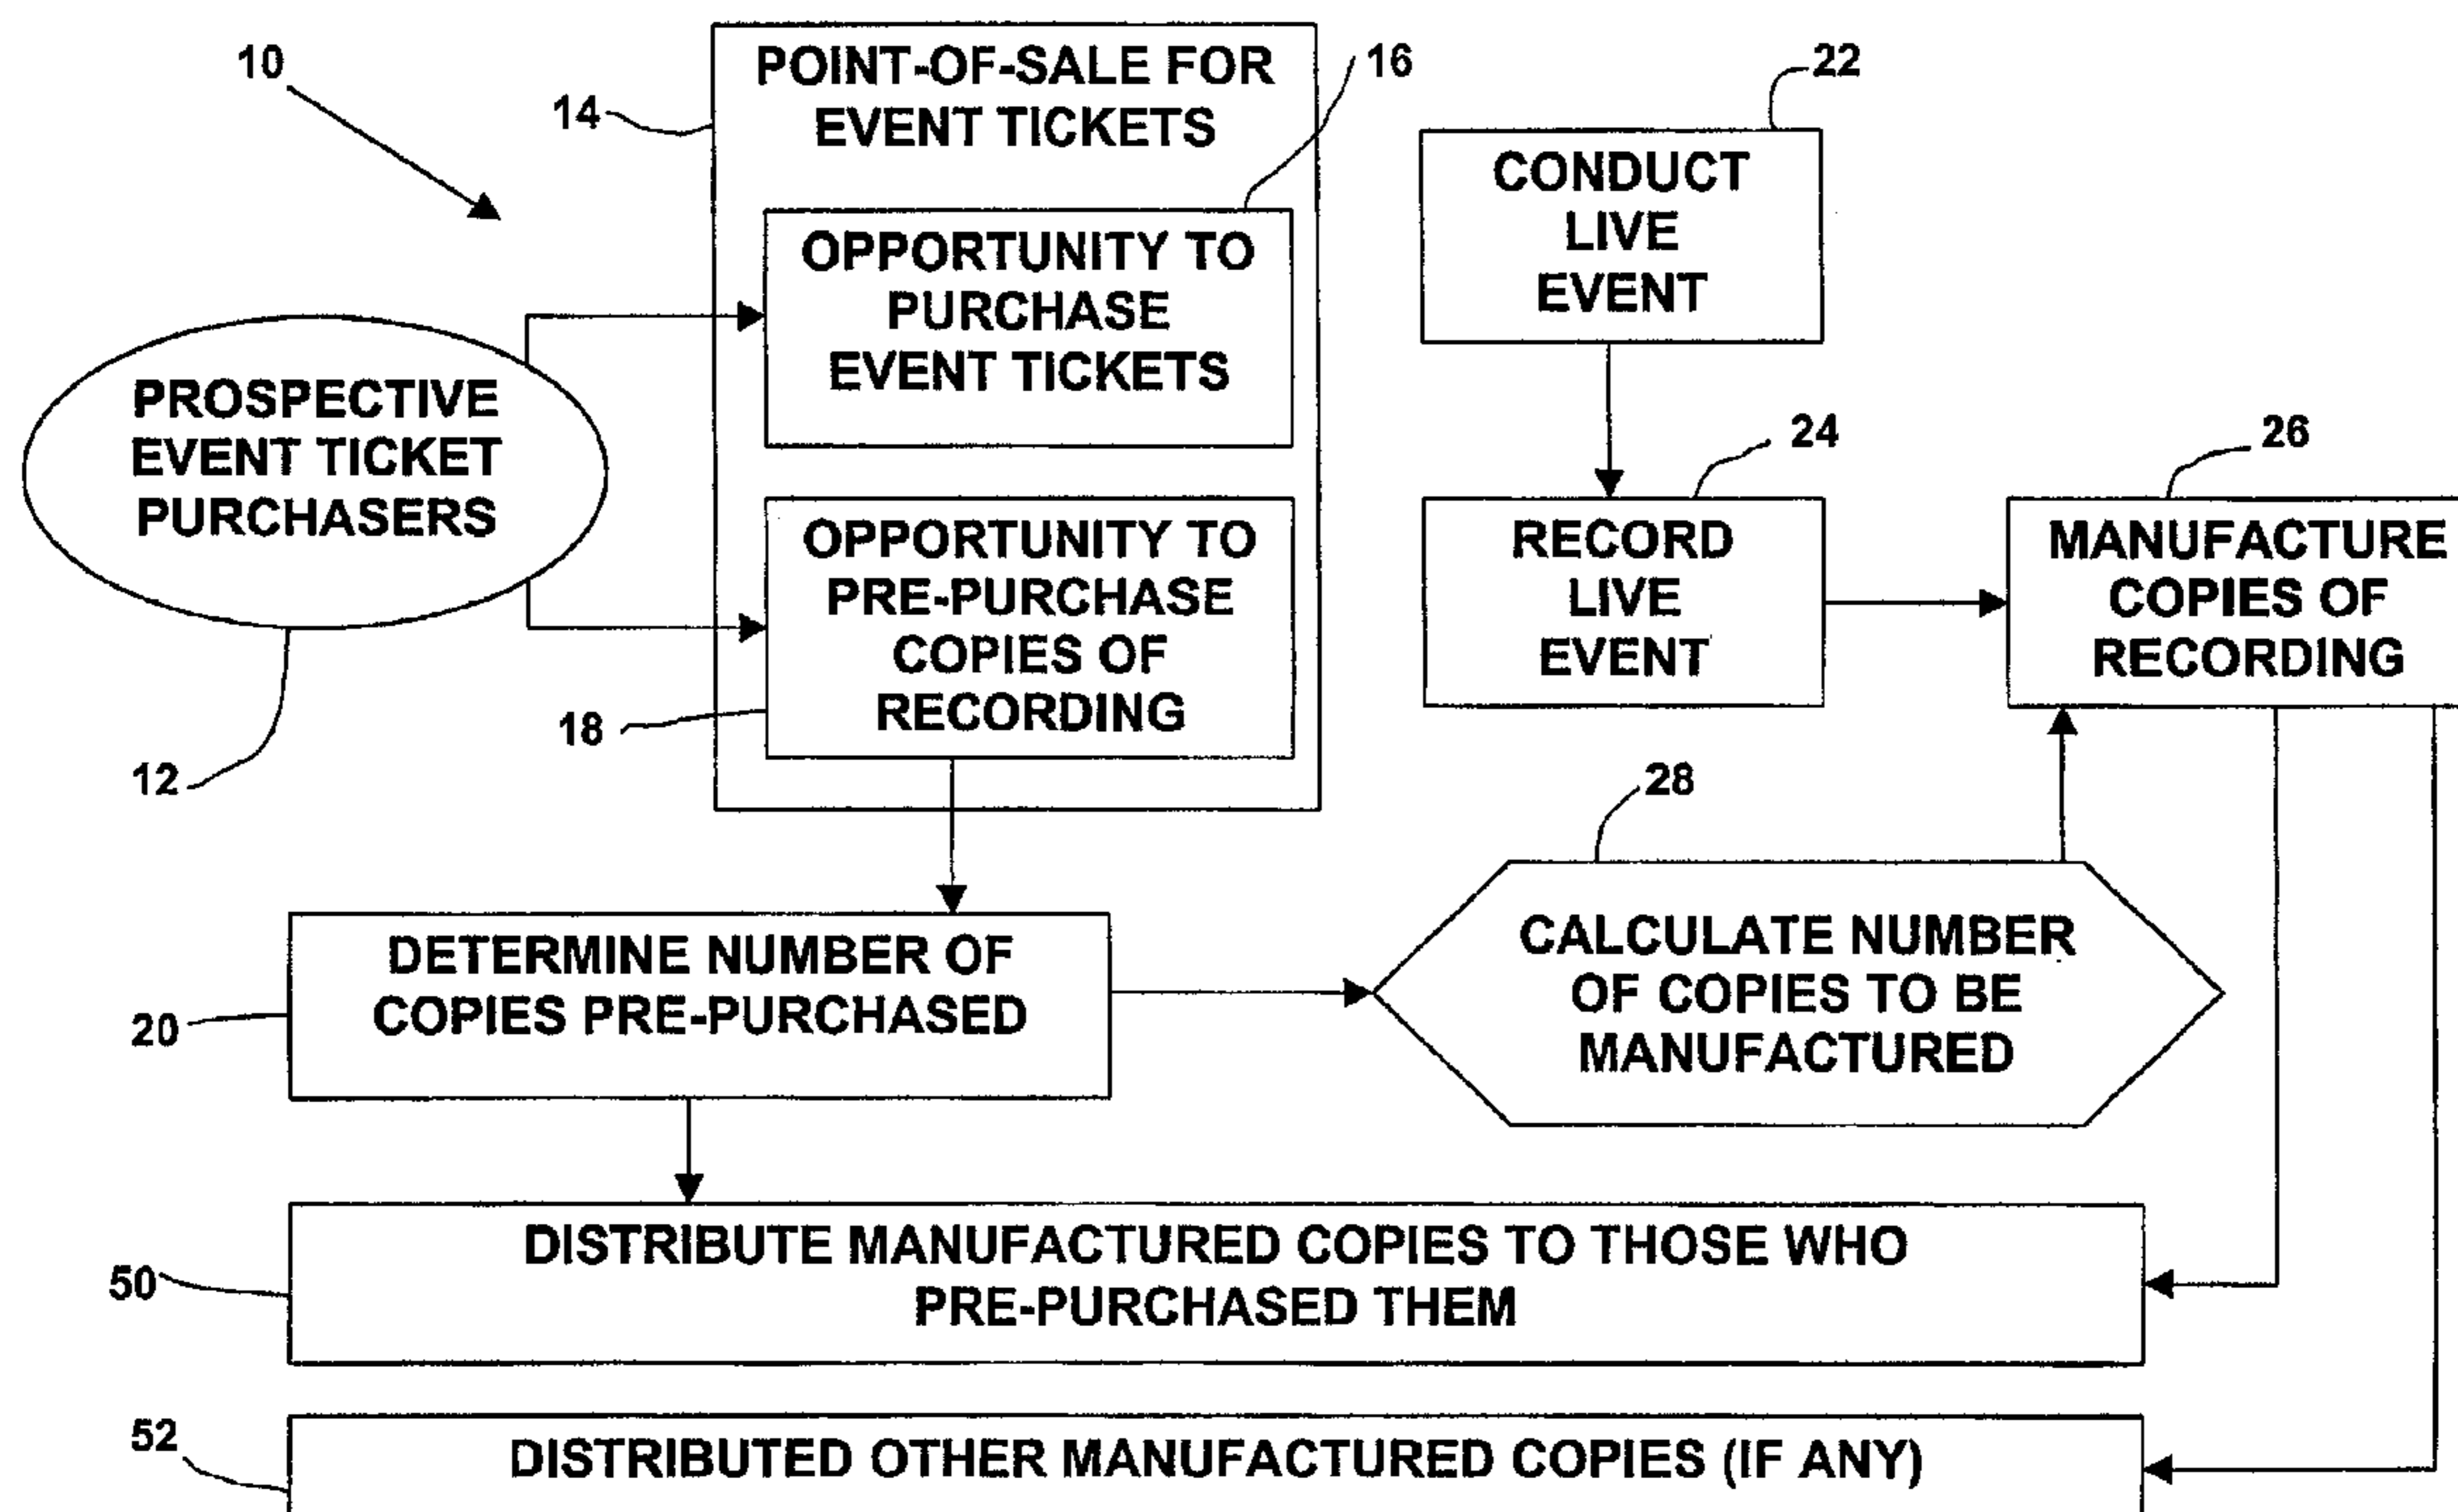 10
14
POINT-OF-SALE FOR
EVENT TICKETS
16
22
OPPORTUNITY TO
PURCHASE
EVENT TICKETS
CONDUCT
LIVE
EVENT
PROSPECTIVE
EVENT TICKET
PURCHASERS
12
OPPORTUNITY TO
PRE-PURCHASE
COPIES OF
RECORDING
18
24
RECORD
LIVE
EVENT
26
MANUFACTURE
COPIES OF
RECORDING
28
DETERMINE NUMBER OF
COPIES PRE-PURCHASED
20
CALCULATE NUMBER
OF COPIES TO BE
MANUFACTURED
DISTRIBUTE MANUFACTURED COPIES TO THOSE WHO
PRE-PURCHASED THEM
50
52
DISTRIBUTED OTHER MANUFACTURED COPIES (IF ANY)